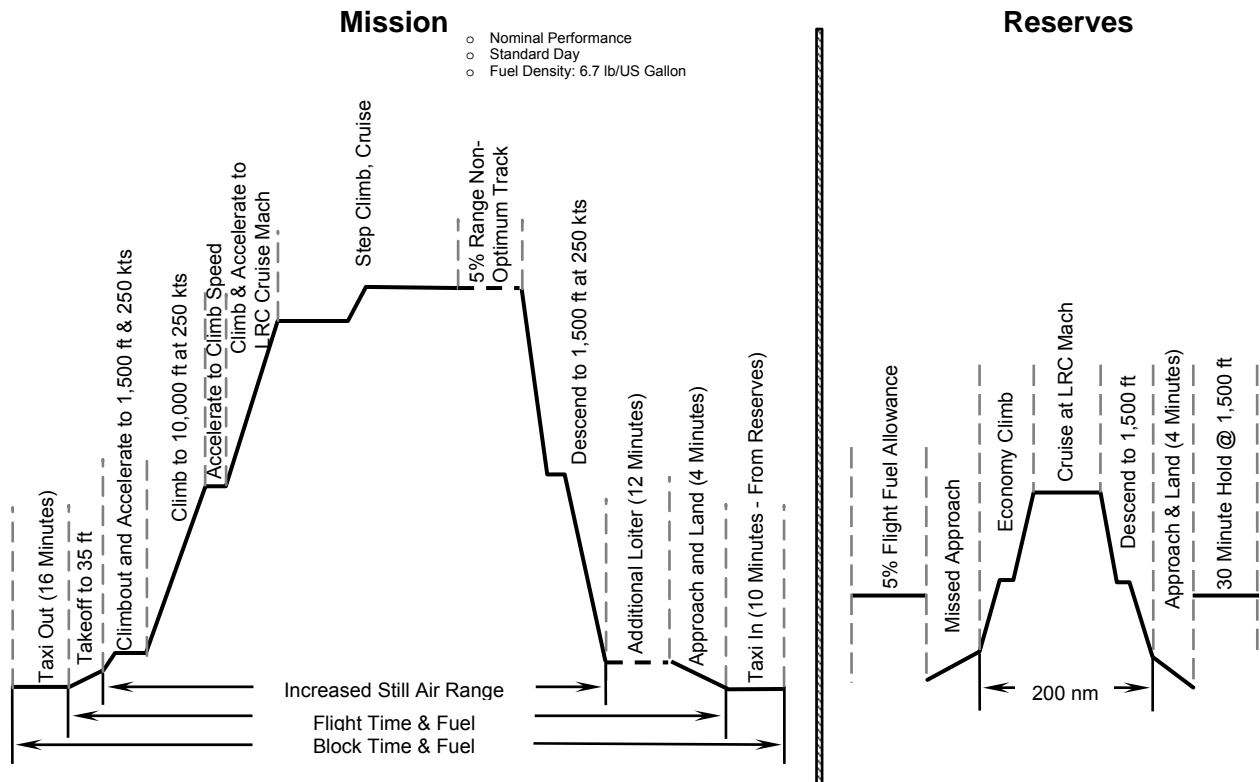 Mission
○ Nominal Performance
○ Standard Day
○ Fuel Density: 6.7 lb/US Gallon
Taxi Out (16 Minutes)
Takeoff to 35 ft
Climbout and Accelerate to 1,500 ft & 250 kts
Climb to 10,000 ft at 250 kts
Accelerate to Climb Speed
Climb & Accelerate to
LRC Cruise Mach
Step Climb, Cruise
5% Range Non-
Optimum Track
Descend to 1,500 ft at 250 kts
Additional Loiter (12 Minutes)
Approach and Land (4 Minutes)
Taxi In (10 Minutes - From Reserves)
Increased Still Air Range
Flight Time & Fuel
Block Time & Fuel
Reserves
5% Flight Fuel Allowance
Missed Approach
Economy Climb
Cruise at LRC Mach
Descend to 1,500 ft
Approach & Land (4 Minutes)
30 Minute Hold @ 1,500 ft
200 nm